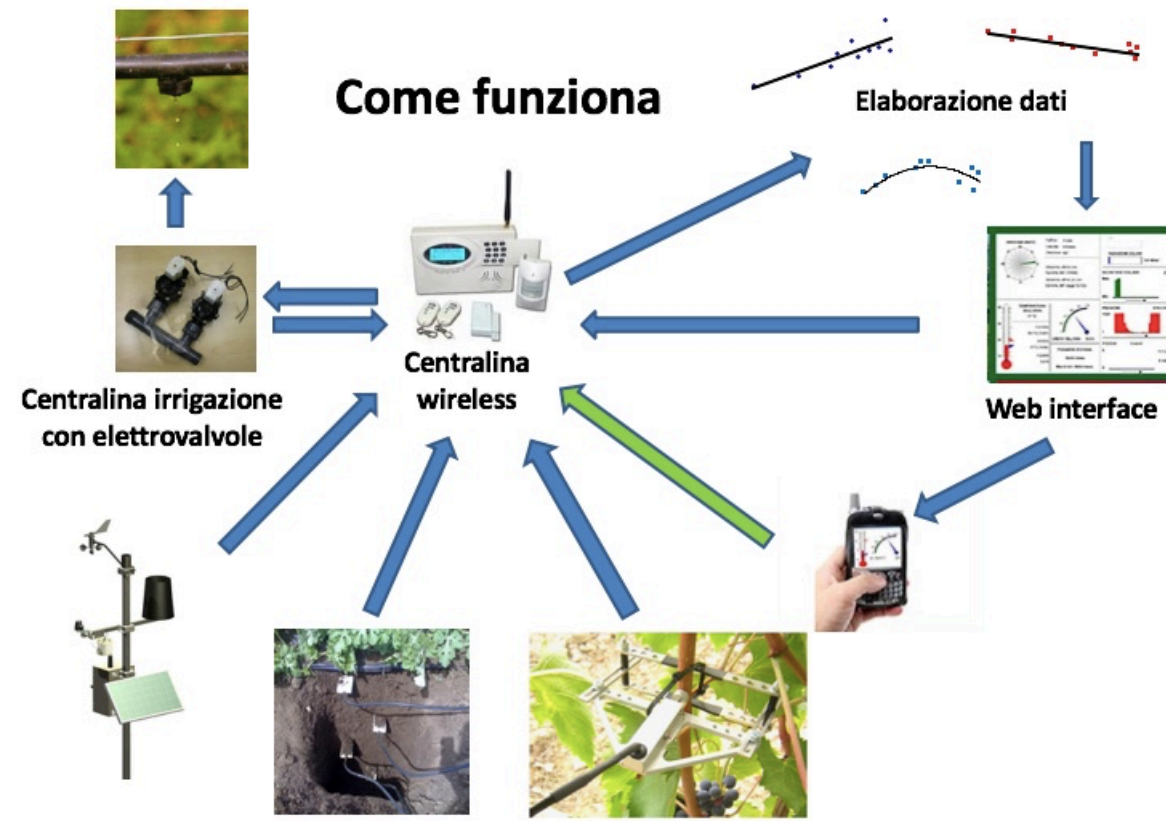 Come funziona
Elaborazione dati
Centralina
wireless
Centralina irrigazione
con elettrovalvole
Web interface